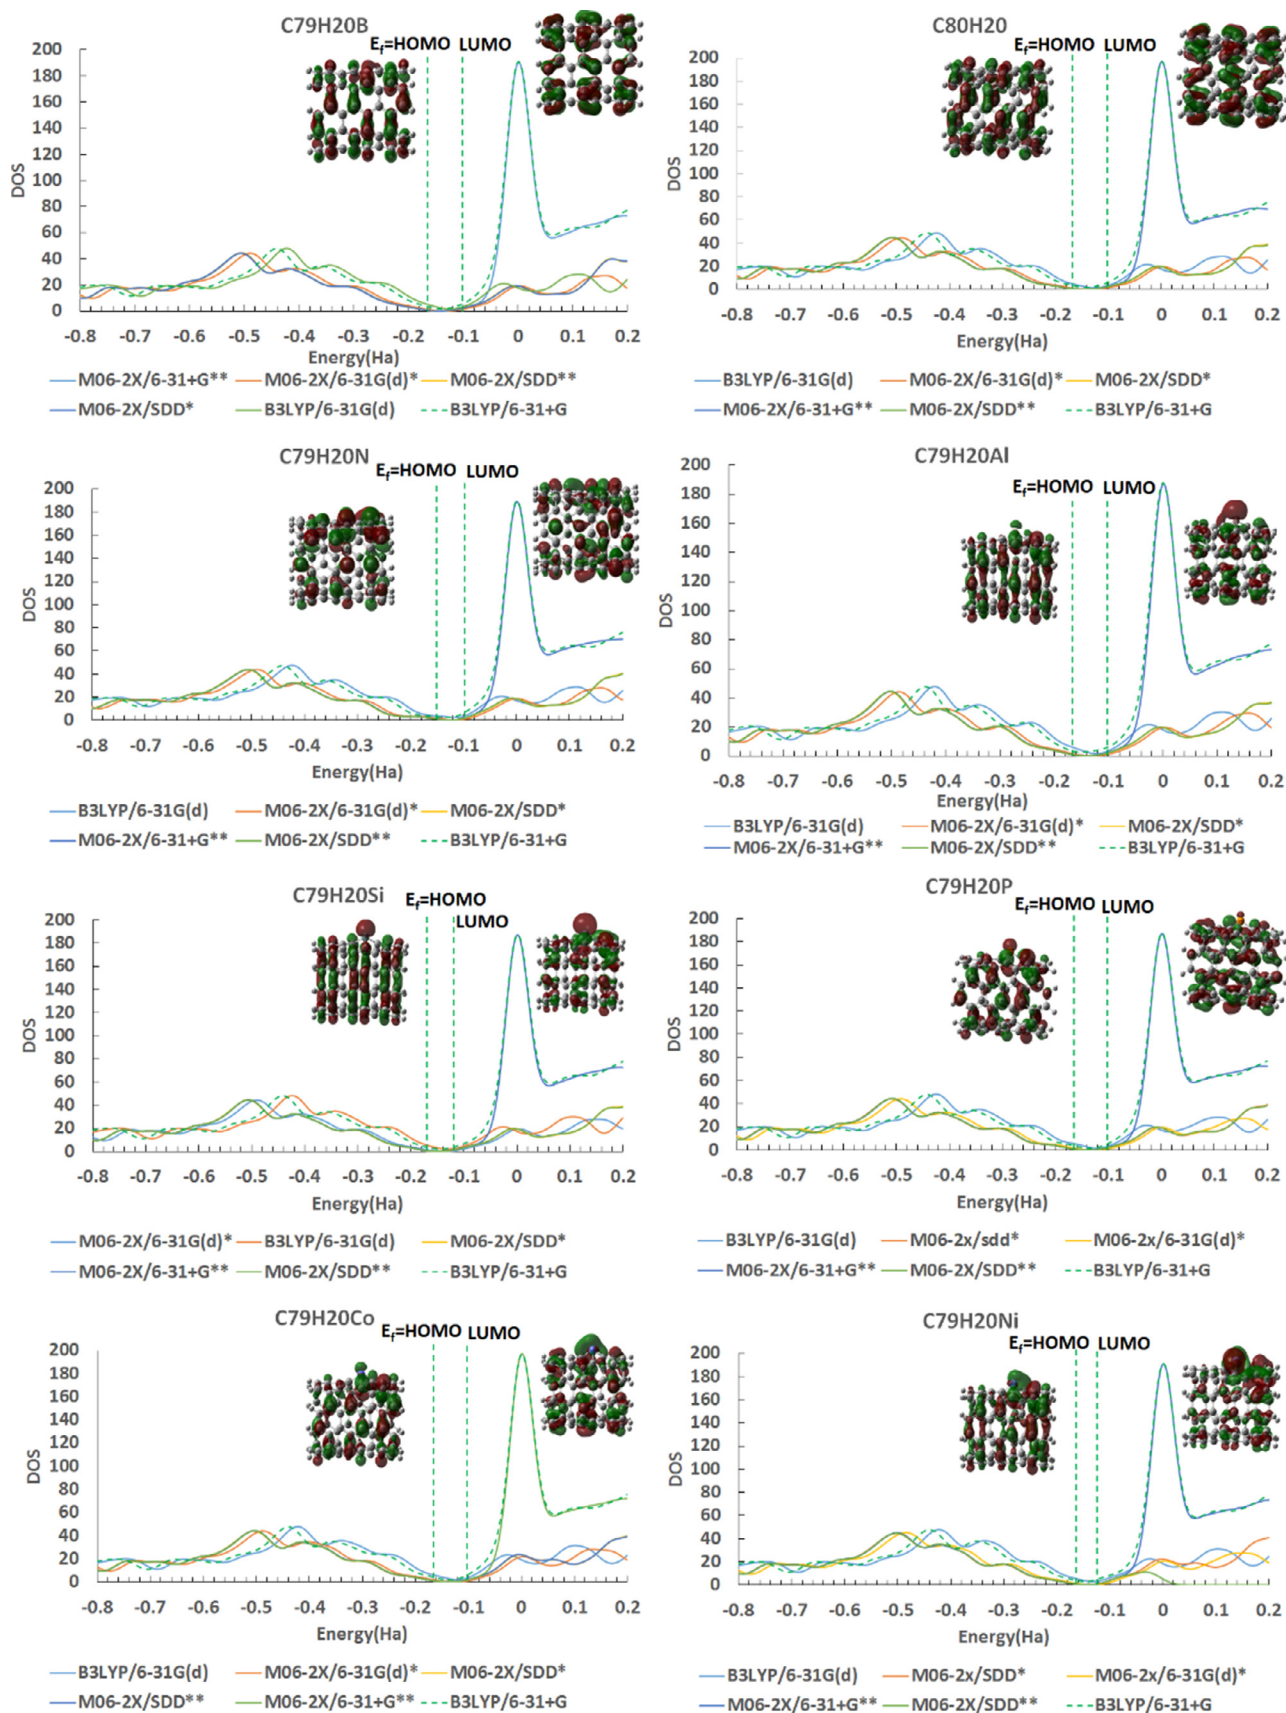 C79H20B
E_f=HOMO LUMO
DOS
200
180
160
140
120
100
80
60
40
20
0
-0.8 -0.7 -0.6 -0.5 -0.4 -0.3 -0.2 -0.1 0 0.1 0.2
Energy(Ha)
M06-2X/6-31+G** M06-2X/6-31G(d)* M06-2X/SDD**
M06-2X/SDD* B3LYP/6-31G(d) B3LYP/6-31+G
C80H20
E_f=HOMO LUMO
DOS
200
180
160
140
120
100
80
60
40
20
0
-0.8 -0.7 -0.6 -0.5 -0.4 -0.3 -0.2 -0.1 0 0.1 0.2
Energy(Ha)
B3LYP/6-31G(d) M06-2X/6-31G(d)* M06-2X/SDD*
M06-2X/6-31+G** M06-2X/SDD** B3LYP/6-31+G
C79H20N
E_f=HOMO LUMO
DOS
200
180
160
140
120
100
80
60
40
20
0
-0.8 -0.7 -0.6 -0.5 -0.4 -0.3 -0.2 -0.1 0 0.1 0.2
Energy(Ha)
B3LYP/6-31G(d) M06-2X/6-31G(d)* M06-2X/SDD*
M06-2X/6-31+G** M06-2X/SDD** B3LYP/6-31+G
C79H20Al
E_f=HOMO LUMO
DOS
200
180
160
140
120
100
80
60
40
20
0
-0.8 -0.7 -0.6 -0.5 -0.4 -0.3 -0.2 -0.1 0 0.1 0.2
Energy(Ha)
B3LYP/6-31G(d) M06-2X/6-31G(d)* M06-2X/SDD*
M06-2X/6-31+G** M06-2X/SDD** B3LYP/6-31+G
C79H20Si
E_f=HOMO
LUMO
DOS
200
180
160
140
120
100
80
60
40
20
0
-0.8 -0.7 -0.6 -0.5 -0.4 -0.3 -0.2 -0.1 0 0.1 0.2
Energy(Ha)
M06-2X/6-31G(d)* B3LYP/6-31G(d) M06-2X/SDD*
M06-2X/6-31+G** M06-2X/SDD** B3LYP/6-31+G
C79H20P
E_f=HOMO LUMO
DOS
200
180
160
140
120
100
80
60
40
20
0
-0.8 -0.7 -0.6 -0.5 -0.4 -0.3 -0.2 -0.1 0 0.1 0.2
Energy(Ha)
B3LYP/6-31G(d) M06-2x/sdd* M06-2x/6-31G(d)*
M06-2X/6-31+G** M06-2X/SDD** B3LYP/6-31+G
C79H20Co
E_f=HOMO LUMO
DOS
200
180
160
140
120
100
80
60
40
20
0
-0.8 -0.7 -0.6 -0.5 -0.4 -0.3 -0.2 -0.1 0 0.1 0.2
Energy(Ha)
B3LYP/6-31G(d) M06-2X/6-31G(d)* M06-2X/SDD*
M06-2X/SDD** M06-2X/6-31+G** B3LYP/6-31+G
C79H20Ni
E_f=HOMO LUMO
DOS
200
180
160
140
120
100
80
60
40
20
0
-0.8 -0.7 -0.6 -0.5 -0.4 -0.3 -0.2 -0.1 0 0.1 0.2
Energy(Ha)
B3LYP/6-31G(d) M06-2x/SDD* M06-2x/6-31G(d)*
M06-2X/6-31+G** M06-2X/SDD** B3LYP/6-31+G